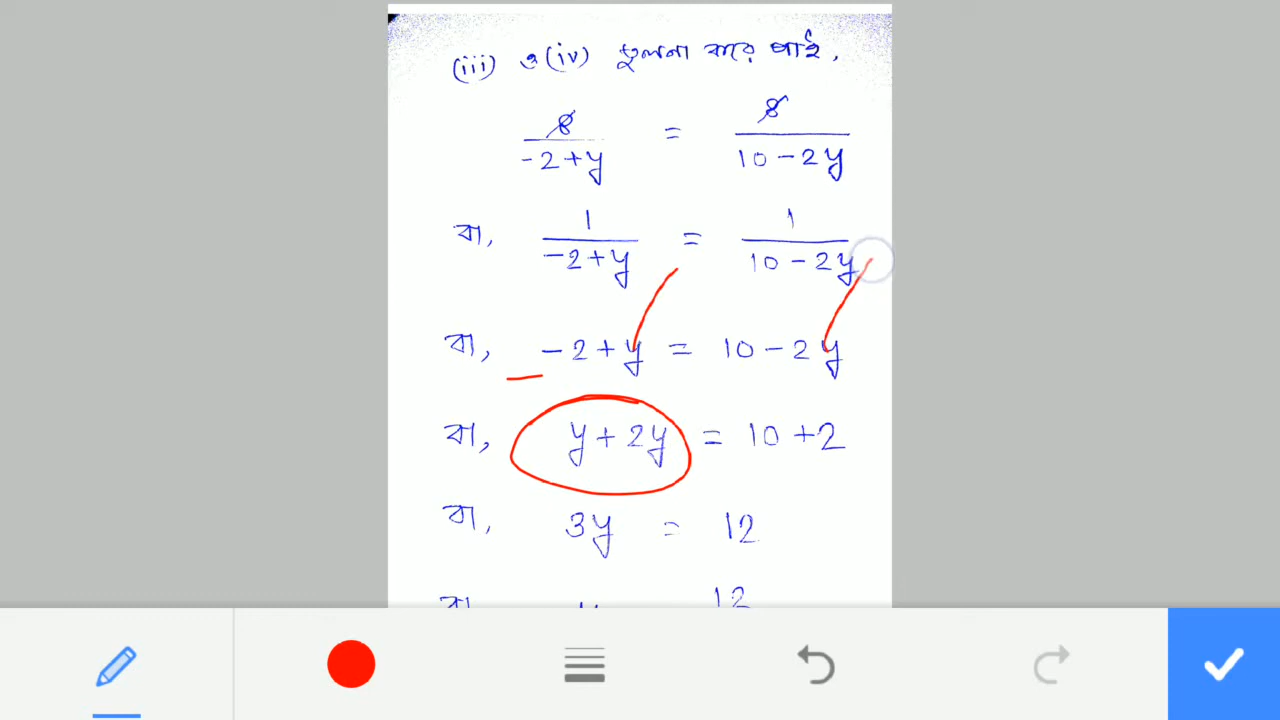 (iii) ও (iv) তুলনা করে পাই,
8/(-2+y) = 8/(10-2y)
বা, 1/(-2+y) = 1/(10-2y)
বা, -2+y = 10-2y
বা, y+2y = 10+2
বা, 3y = 12
বা 12